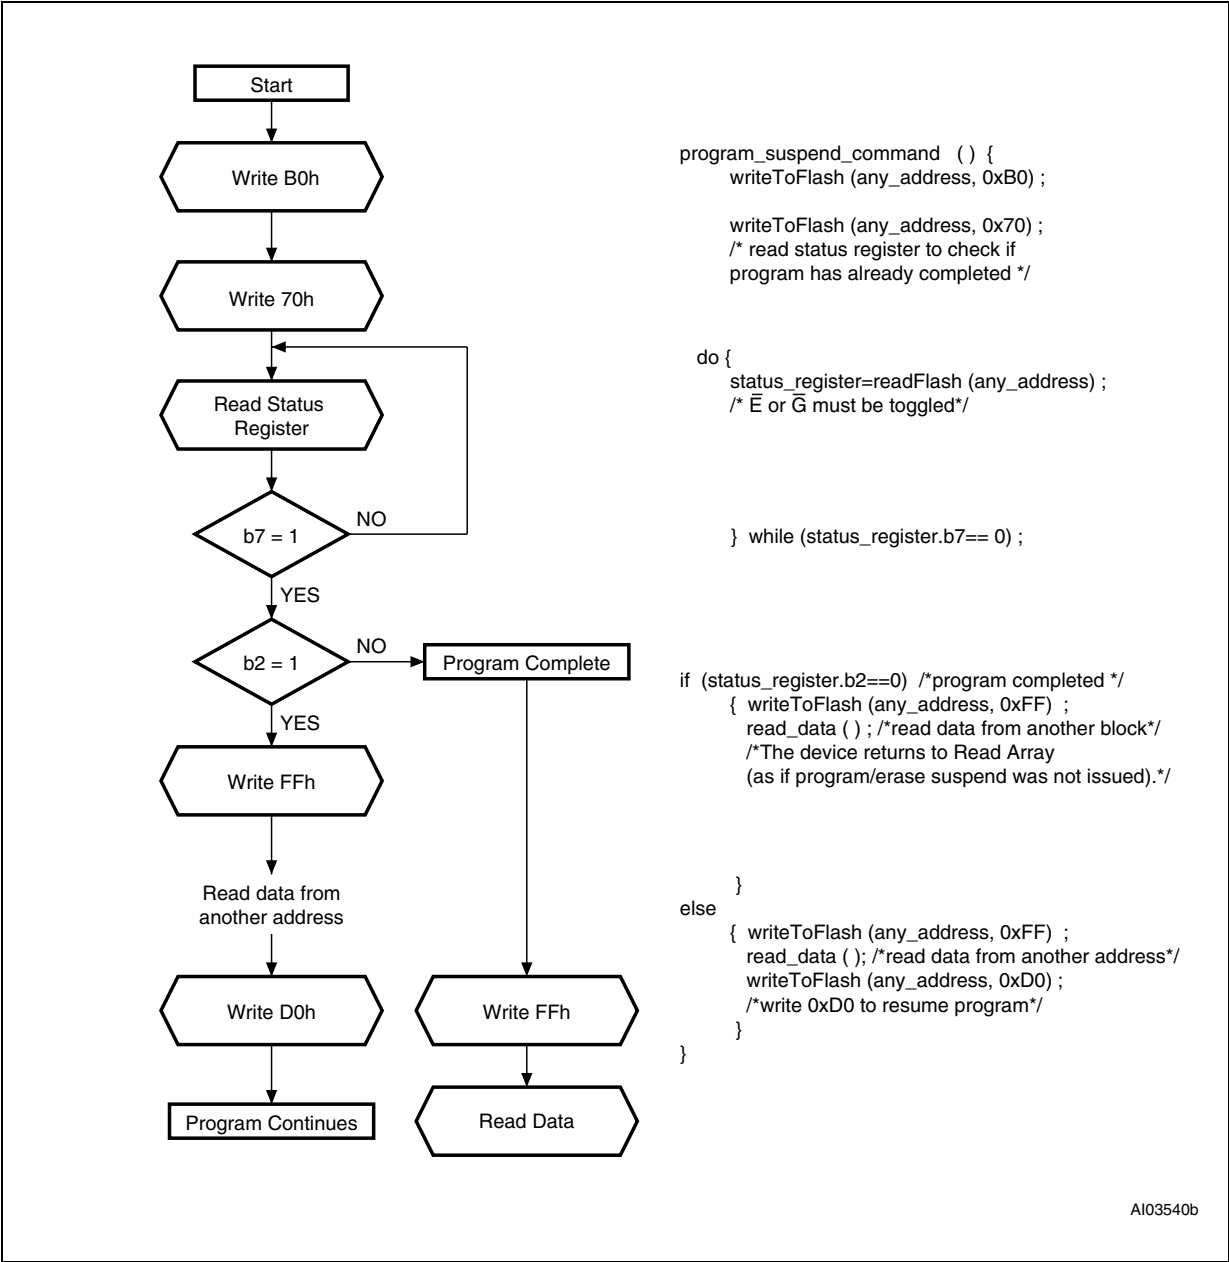 Start
Write B0h
Write 70h
Read Status
Register
b7 = 1
NO
YES
b2 = 1
NO
Program Complete
YES
Write FFh
Read data from
another address
Write D0h
Write FFh
Program Continues
Read Data
program_suspend_command ( ) {
writeToFlash (any_address, 0xB0) ;
writeToFlash (any_address, 0x70) ;
/* read status register to check if
program has already completed */
do {
status_register=readFlash (any_address) ;
/* E̅ or G̅ must be toggled*/
} while (status_register.b7== 0) ;
if (status_register.b2==0) /*program completed */
{ writeToFlash (any_address, 0xFF) ;
read_data ( ) ; /*read data from another block*/
/*The device returns to Read Array
(as if program/erase suspend was not issued).*/
}
else
{ writeToFlash (any_address, 0xFF) ;
read_data ( ); /*read data from another address*/
writeToFlash (any_address, 0xD0) ;
/*write 0xD0 to resume program*/
}
}
AI03540b